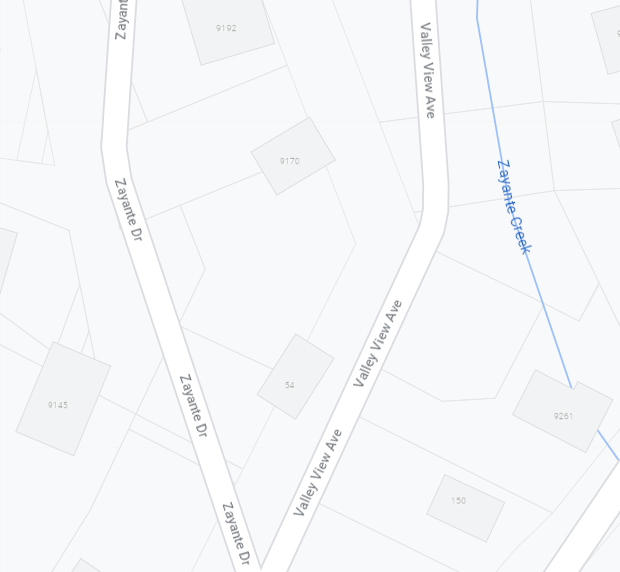 Zayant
9192
Valley View Ave
9170
Zayante Creek
Zayante Dr
Valley View Ave
54
9145
Zayante Dr
9261
Valley View Ave
150
Zayante Dr